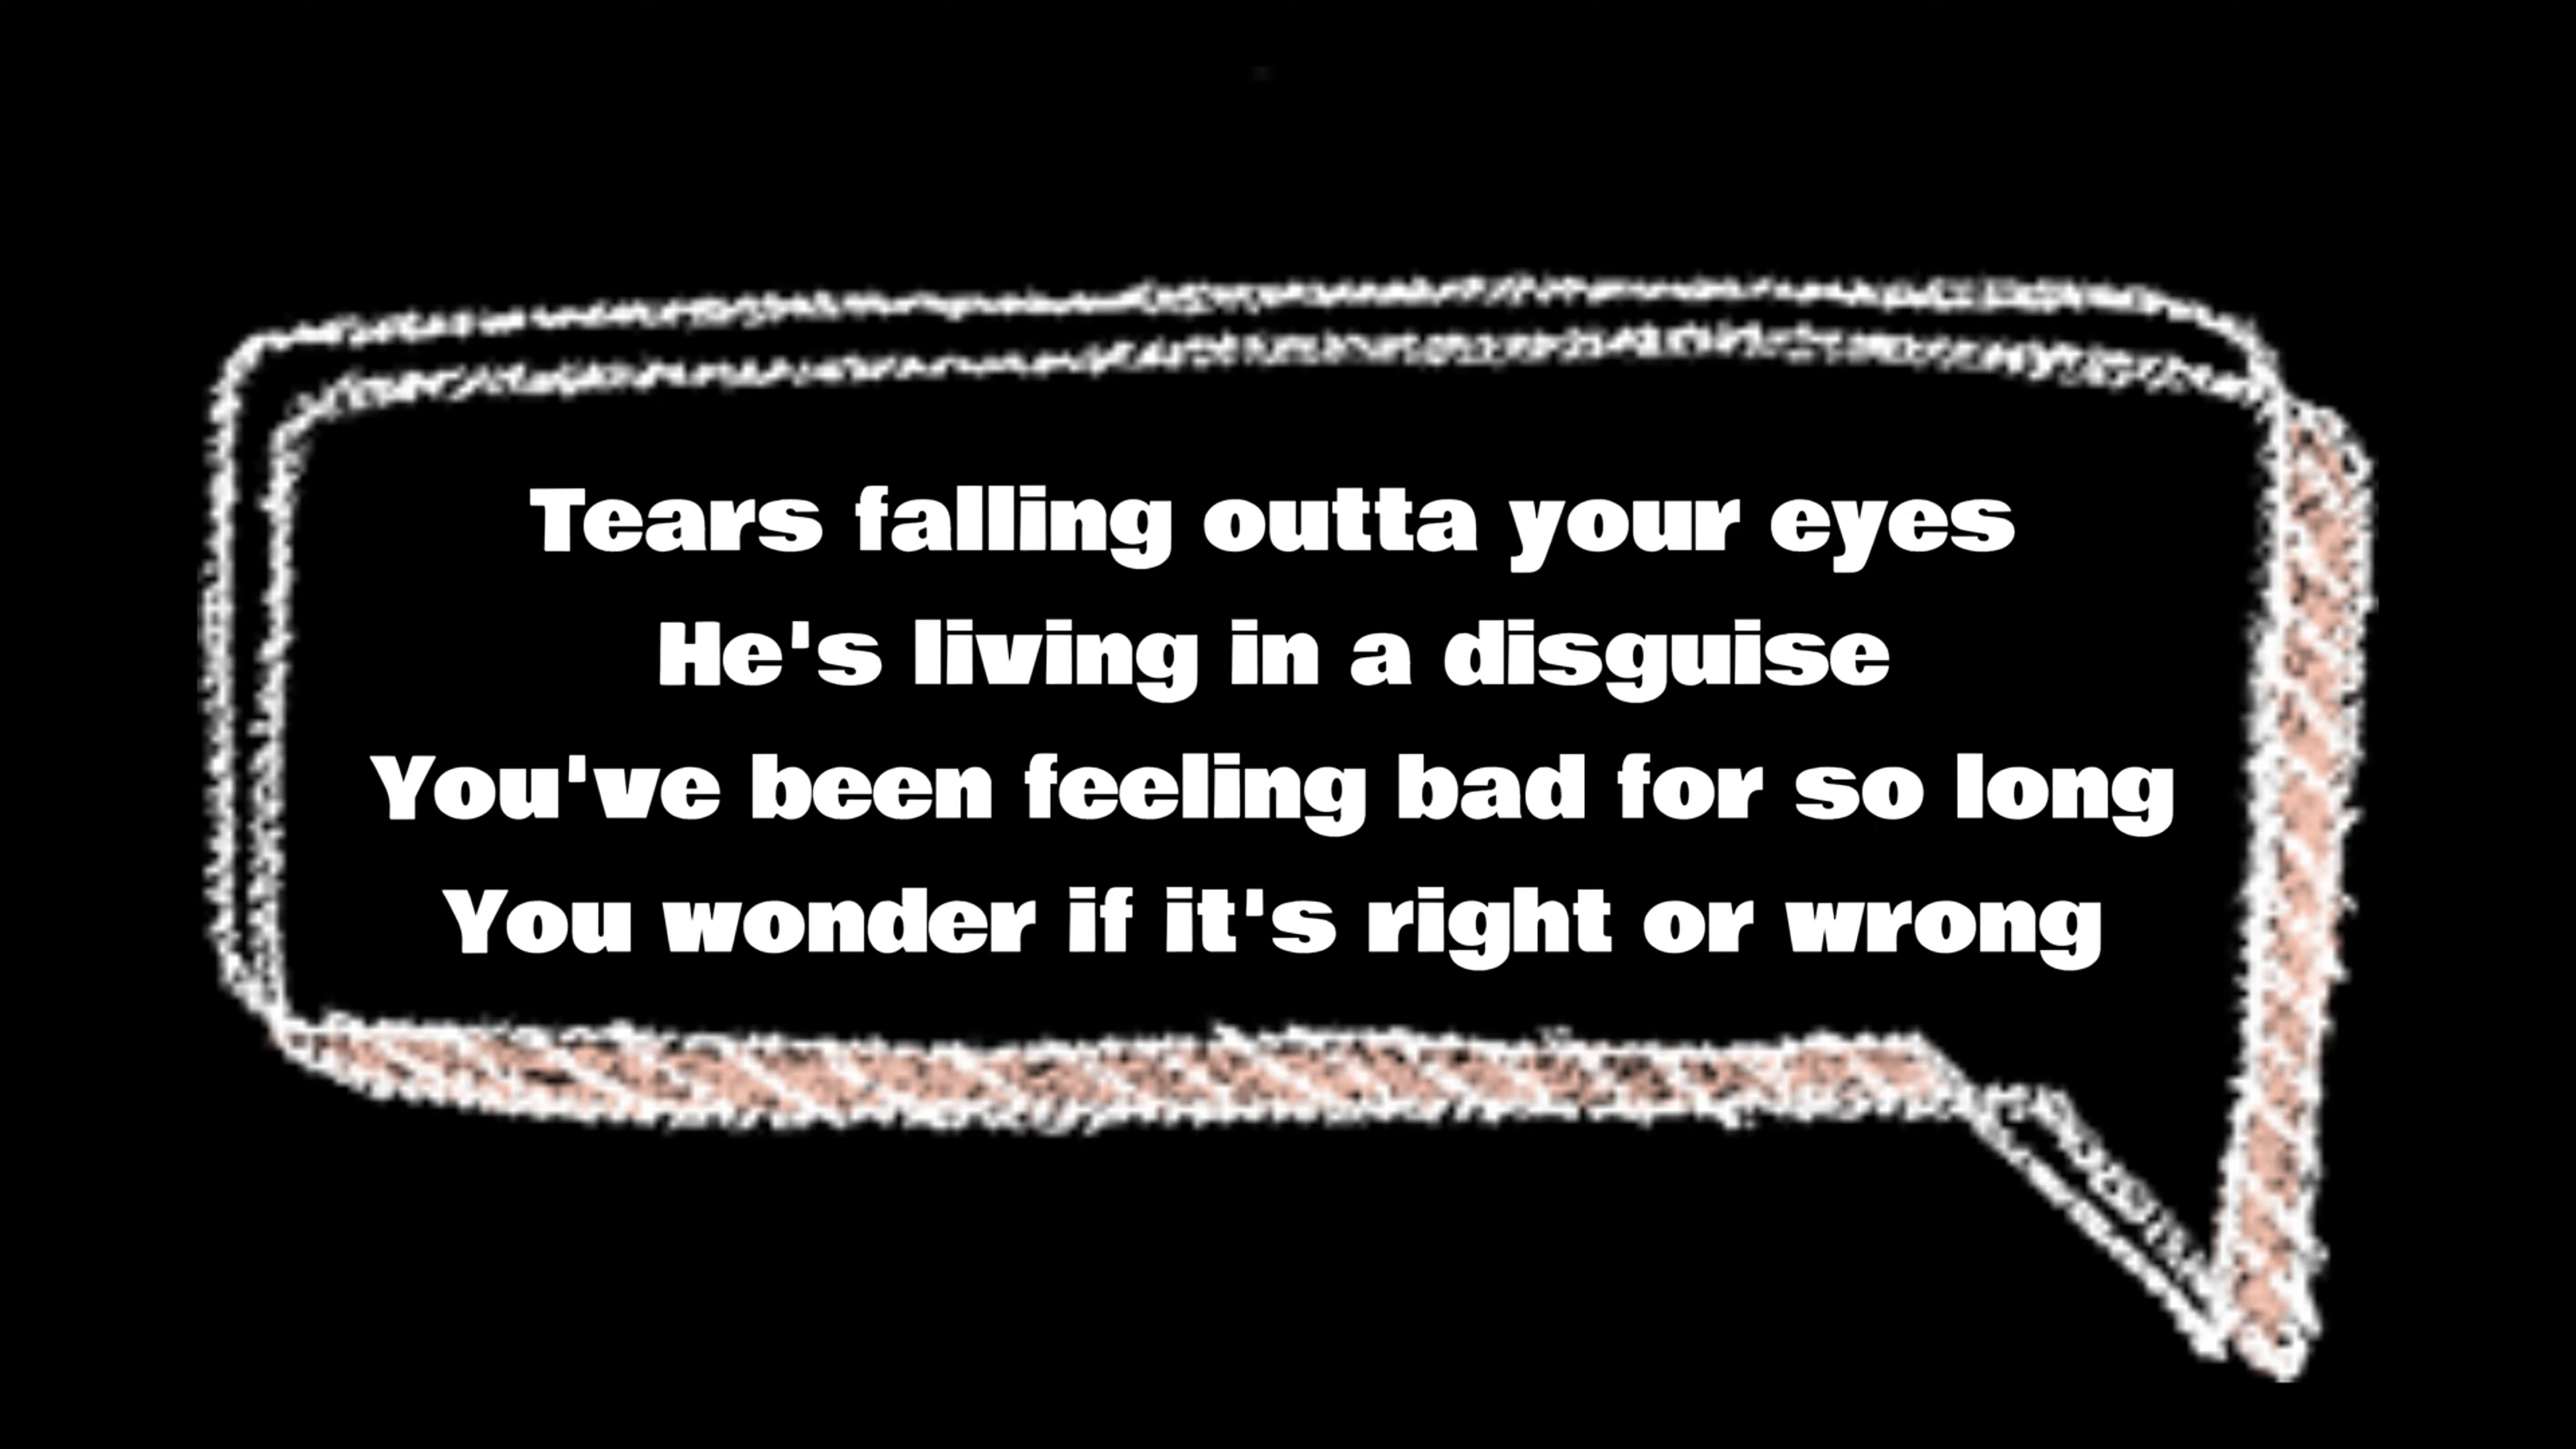 Tears falling outta your eyes
He's living in a disguise
You've been feeling bad for so long
You wonder if it's right or wrong